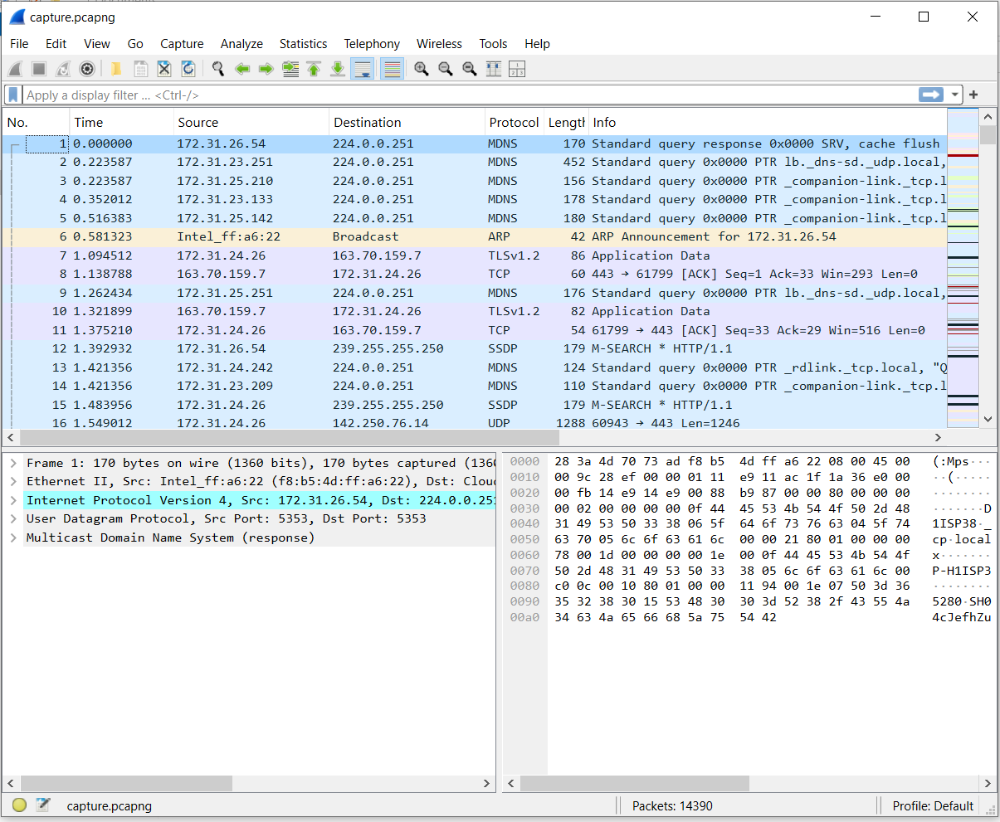 capture.pcapng
File Edit View Go Capture Analyze Statistics Telephony Wireless Tools Help
Apply a display filter ... <Ctrl-/>
No. Time Source Destination Protocol Length Info
1 0.000000 172.31.26.54 224.0.0.251 MDNS 170 Standard query response 0x0000 SRV, cache flush
2 0.223587 172.31.23.251 224.0.0.251 MDNS 452 Standard query 0x0000 PTR lb._dns-sd._udp.local,
3 0.223587 172.31.25.210 224.0.0.251 MDNS 156 Standard query 0x0000 PTR _companion-link._tcp.l
4 0.352012 172.31.23.133 224.0.0.251 MDNS 178 Standard query 0x0000 PTR _companion-link._tcp.l
5 0.516383 172.31.25.142 224.0.0.251 MDNS 180 Standard query 0x0000 PTR _companion-link._tcp.l
6 0.581323 Intel_ff:a6:22 Broadcast ARP 42 ARP Announcement for 172.31.26.54
7 1.094512 172.31.24.26 163.70.159.7 TLSv1.2 86 Application Data
8 1.138788 163.70.159.7 172.31.24.26 TCP 60 443 → 61799 [ACK] Seq=1 Ack=33 Win=293 Len=0
9 1.262434 172.31.25.251 224.0.0.251 MDNS 176 Standard query 0x0000 PTR lb._dns-sd._udp.local,
10 1.321899 163.70.159.7 172.31.24.26 TLSv1.2 82 Application Data
11 1.375210 172.31.24.26 163.70.159.7 TCP 54 61799 → 443 [ACK] Seq=33 Ack=29 Win=516 Len=0
12 1.392932 172.31.26.54 239.255.255.250 SSDP 179 M-SEARCH * HTTP/1.1
13 1.421356 172.31.24.242 224.0.0.251 MDNS 124 Standard query 0x0000 PTR _rdlink._tcp.local, "Q
14 1.421356 172.31.23.209 224.0.0.251 MDNS 110 Standard query 0x0000 PTR _companion-link._tcp.l
15 1.483956 172.31.24.26 239.255.255.250 SSDP 179 M-SEARCH * HTTP/1.1
16 1.549012 172.31.24.26 142.250.76.14 UDP 1288 60943 → 443 Len=1246
Frame 1: 170 bytes on wire (1360 bits), 170 bytes captured (136
Ethernet II, Src: Intel_ff:a6:22 (f8:b5:4d:ff:a6:22), Dst: Clou
Internet Protocol Version 4, Src: 172.31.26.54, Dst: 224.0.0.251
User Datagram Protocol, Src Port: 5353, Dst Port: 5353
Multicast Domain Name System (response)
0000 28 3a 4d 70 73 ad f8 b5 4d ff a6 22 08 00 45 00 (:Mps···
0010 00 9c 28 ef 00 00 01 11 e9 11 ac 1f 1a 36 e0 00 ··(·····
0020 00 fb 14 e9 14 e9 00 88 b9 87 00 00 80 00 00 00 ········
0030 00 02 00 00 00 00 0f 44 45 53 4b 54 4f 50 2d 48 ·······D
0040 31 49 53 50 33 38 06 5f 64 6f 73 76 63 04 5f 74 1ISP38·_
0050 63 70 05 6c 6f 63 61 6c 00 00 21 80 01 00 00 00 cp·local
0060 78 00 1d 00 00 00 00 1e 00 0f 44 45 53 4b 54 4f x·······
0070 50 2d 48 31 49 53 50 33 38 05 6c 6f 63 61 6c 00 P-H1ISP3
0080 c0 0c 00 10 80 01 00 00 11 94 00 1e 07 50 3d 36 ········
0090 35 32 38 30 15 53 48 30 30 3d 52 38 2f 43 55 4a 5280·SH0
00a0 34 63 4a 65 66 68 5a 75 54 42 4cJefhZu
capture.pcapng Packets: 14390 Profile: Default